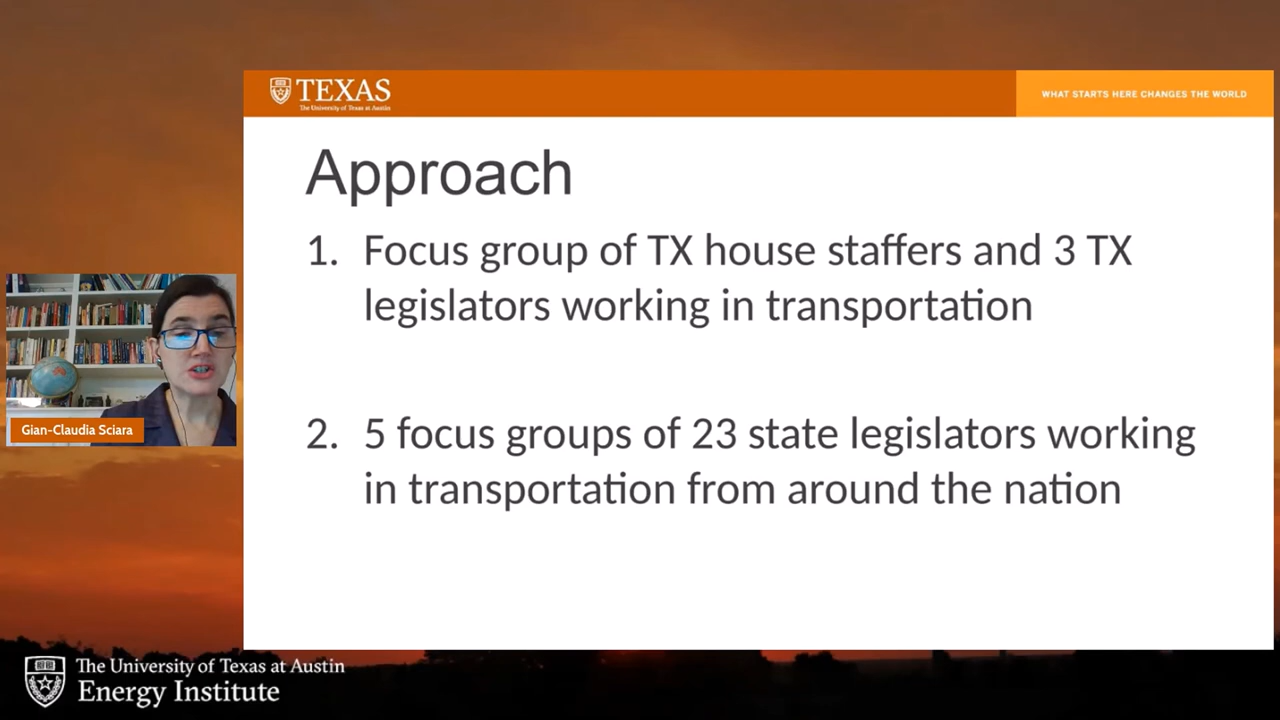 TEXAS
The University of Texas at Austin
WHAT STARTS HERE CHANGES THE WORLD
Approach
1. Focus group of TX house staffers and 3 TX
legislators working in transportation
2. 5 focus groups of 23 state legislators working
in transportation from around the nation
Gian-Claudia Sciara
The University of Texas at Austin
Energy Institute